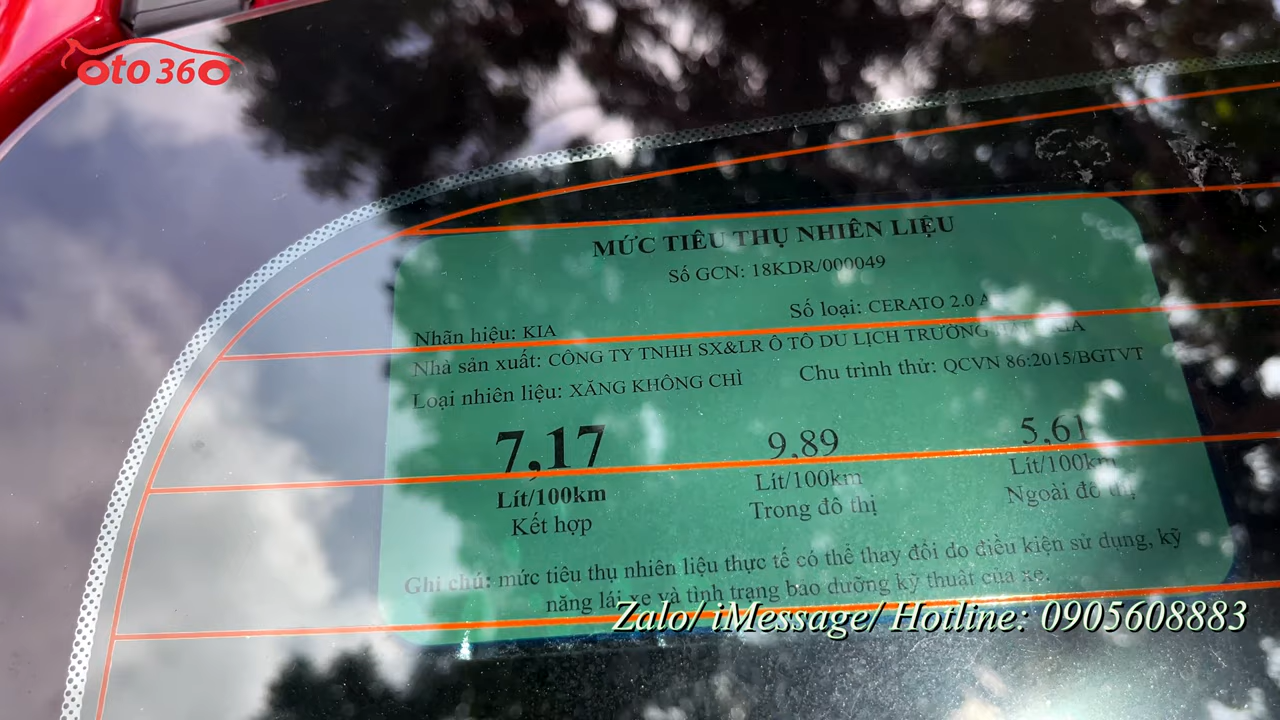 oto360
MỨC TIÊU THỤ NHIÊN LIỆU
Số GCN: 18KDR/000049
Nhãn hiệu: KIA
Số loại: CERATO 2.0
Nhà sản xuất: CÔNG TY TNHH SX&LR Ô TÔ DU LỊCH TRƯỜNG KIA
Loại nhiên liệu: XĂNG KHÔNG CHÌ
Chu trình thử: QCVN 86:2015/BGTVT
7,17 9,89 5,61
Lít/100km Lít/100km Lít/100km
Kết hợp Trong đô thị Ngoài đô thị
Ghi chú: mức tiêu thụ nhiên liệu thực tế có thể thay đổi do điều kiện sử dụng, kỹ
năng lái xe và tình trạng bảo dưỡng kỹ thuật của xe.
Zalo/ iMessage/ Hotline: 0905608883